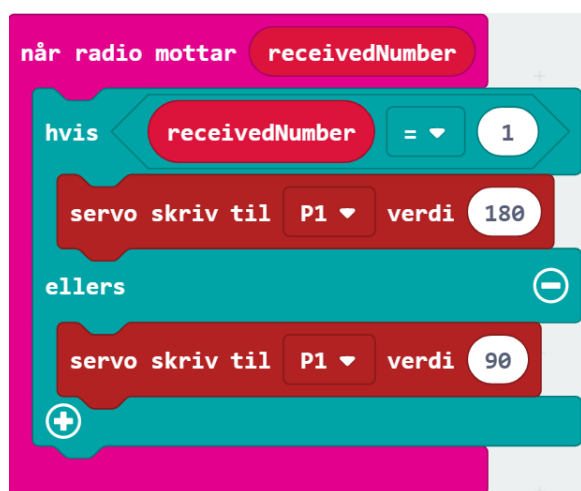 når radio mottar receivedNumber
hvis receivedNumber = 1
servo skriv til P1 verdi 180
ellers
servo skriv til P1 verdi 90